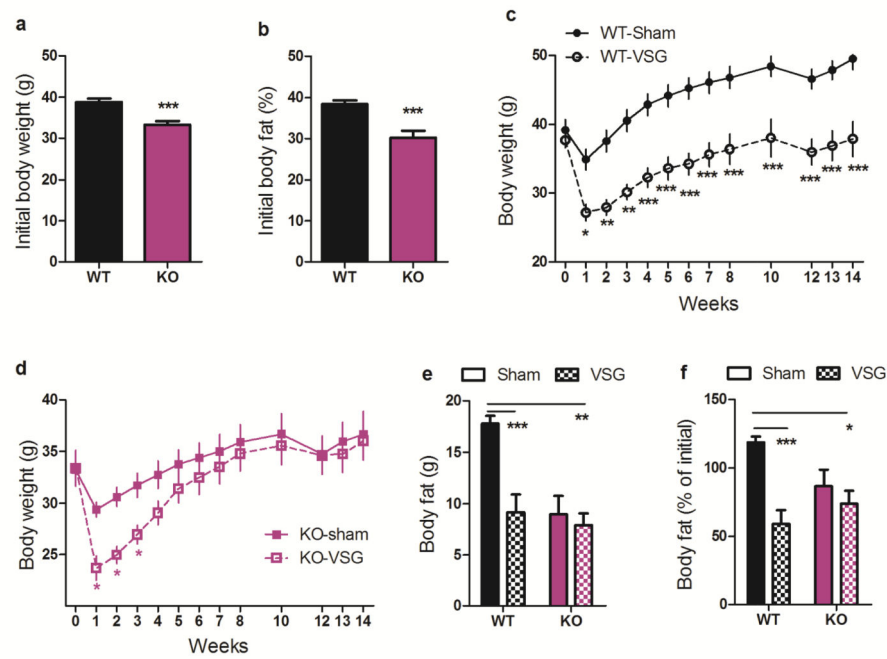 a
Initial body weight (g)
50
40
30
20
10
0
***
WT
KO
b
Initial body fat (%)
50
40
30
20
10
0
***
WT
KO
c
WT-Sham
WT-VSG
Body weight (g)
50
40
30
20
* ** ** *** *** *** *** *** *** *** *** ***
0 1 2 3 4 5 6 7 8 10 12 13 14
Weeks
d
Body weight (g)
40
35
30
25
KO-sham
KO-VSG
* * *
0 1 2 3 4 5 6 7 8 10 12 13 14
Weeks
e
Sham VSG
Body fat (g)
20
15
10
5
0
*** **
WT KO
f
Sham VSG
Body fat (% of initial)
150
100
50
0
*** *
WT KO